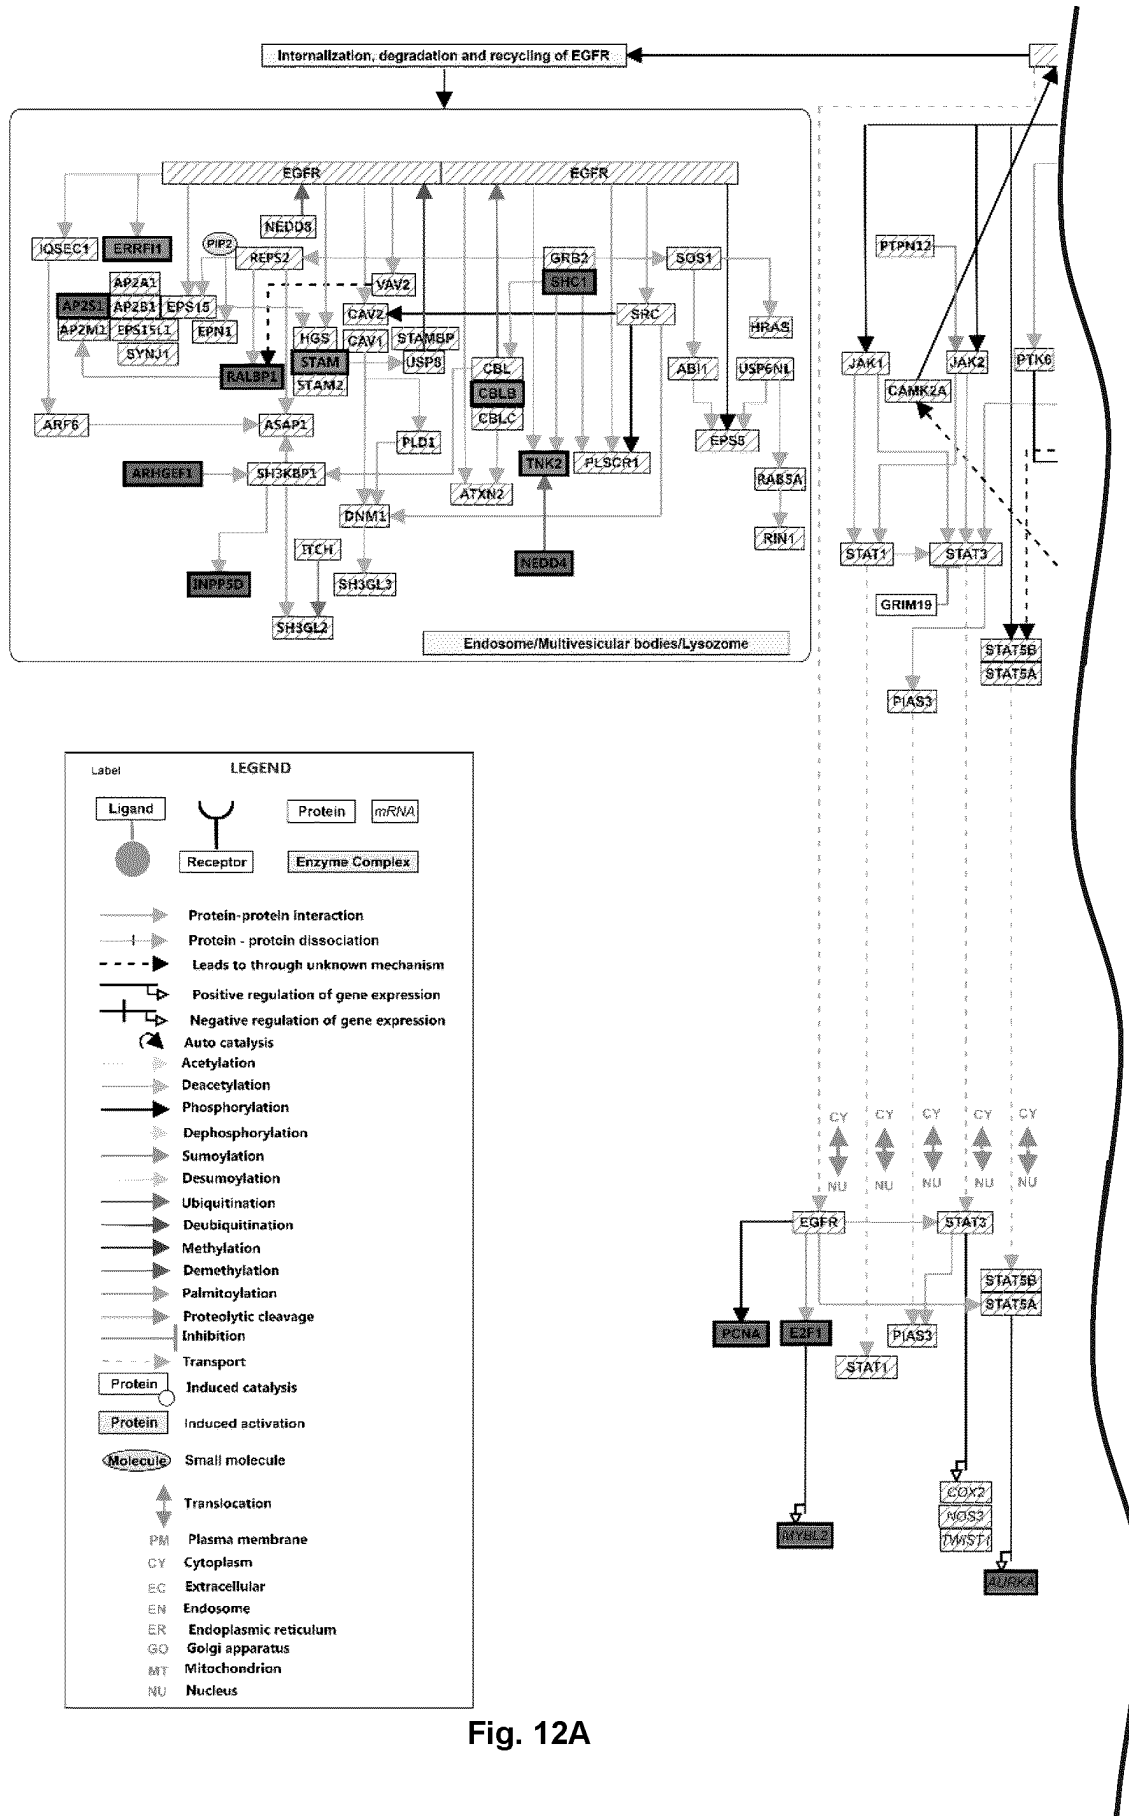 Internalization, degradation and recycling of EGFR
EGFR EGFR
NEDD8
IQSEC1 ERRFI1 PIP2 REPS2 GRB2 SOS1 PTPN12
SHC1
AP2A1 VAV2
AP2S1 AP2B1 EPS15 CAV2 SRC
AP2M1 EPS15L1 EPN1 HGS CAV1 STAMBP HRAS
SYNJ1 STAM USP8 CBL ABI1 USP6NL JAK1 JAK2 PTK6
RALBP1 STAM2 CBLB CAMK2A
ARF6 ASAP1 CBLC
PLD1 EPS8
ARHGEF1 SH3KBP1 TNK2 PLSCR1
ATXN2 RAB5A
DNM1
ITCH RIN1
NEDD4 STAT1 STAT3
INPP5D SH3GL3
GRIM19
SH3GL2
Endosome/Multivesicular bodies/Lysozome
STAT5B
STAT5A
PIAS3
Label LEGEND
Ligand Protein mRNA
Receptor Enzyme Complex
Protein-protein interaction
Protein - protein dissociation
Leads to through unknown mechanism
Positive regulation of gene expression
Negative regulation of gene expression
Auto catalysis
Acetylation
Deacetylation
Phosphorylation
Dephosphorylation
Sumoylation
Desumoylation
Ubiquitination
Deubiquitination
Methylation
Demethylation
Palmitoylation
Proteolytic cleavage
Inhibition
Transport
Protein Induced catalysis
Protein Induced activation
Molecule Small molecule
Translocation
PM Plasma membrane
CY Cytoplasm
EC Extracellular
EN Endosome
ER Endoplasmic reticulum
GO Golgi apparatus
MT Mitochondrion
NU Nucleus
CY CY CY CY CY
NU NU NU NU NU
EGFR STAT3
STAT5B
STAT5A
PCNA E2F1 PIAS3
STAT1
COX2
NOS3
MYBL2 TWIST1
AURKA
Fig. 12A